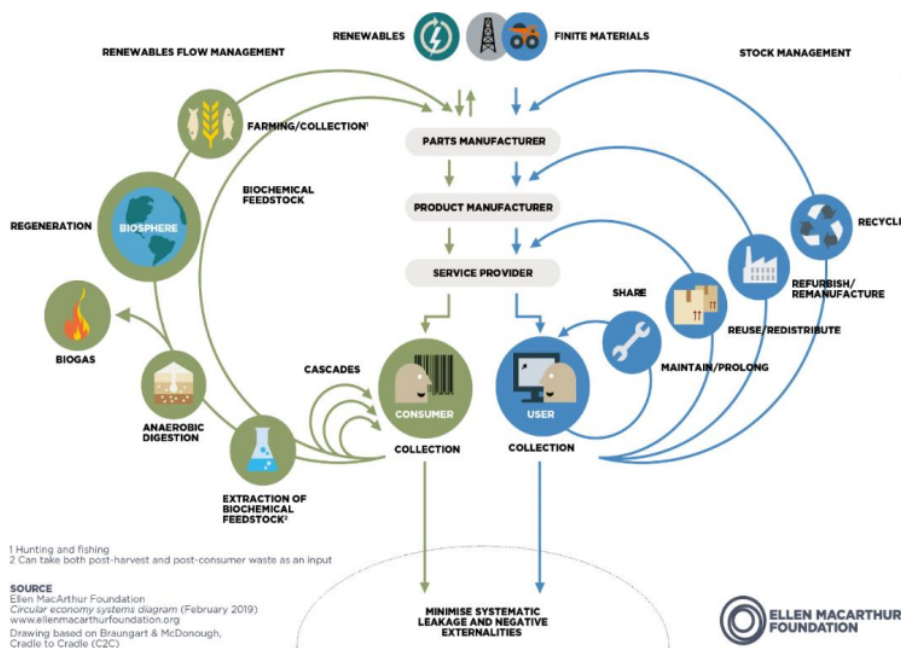 RENEWABLES
FINITE MATERIALS
RENEWABLES FLOW MANAGEMENT
STOCK MANAGEMENT
FARMING/COLLECTION¹
PARTS MANUFACTURER
BIOCHEMICAL
FEEDSTOCK
PRODUCT MANUFACTURER
REGENERATION
BIOSPHERE
RECYCLE
SERVICE PROVIDER
REFURBISH/
REMANUFACTURE
SHARE
REUSE/REDISTRIBUTE
BIOGAS
CASCADES
MAINTAIN/PROLONG
CONSUMER
USER
ANAEROBIC
DIGESTION
COLLECTION
COLLECTION
EXTRACTION OF
BIOCHEMICAL
FEEDSTOCK²
1 Hunting and fishing
2 Can take both post-harvest and post-consumer waste as an input
SOURCE
Ellen MacArthur Foundation
Circular economy systems diagram (February 2019)
www.ellenmacarthurfoundation.org
Drawing based on Braungart & McDonough,
Cradle to Cradle (C2C)
MINIMISE SYSTEMATIC
LEAKAGE AND NEGATIVE
EXTERNALITIES
ELLEN MACARTHUR
FOUNDATION